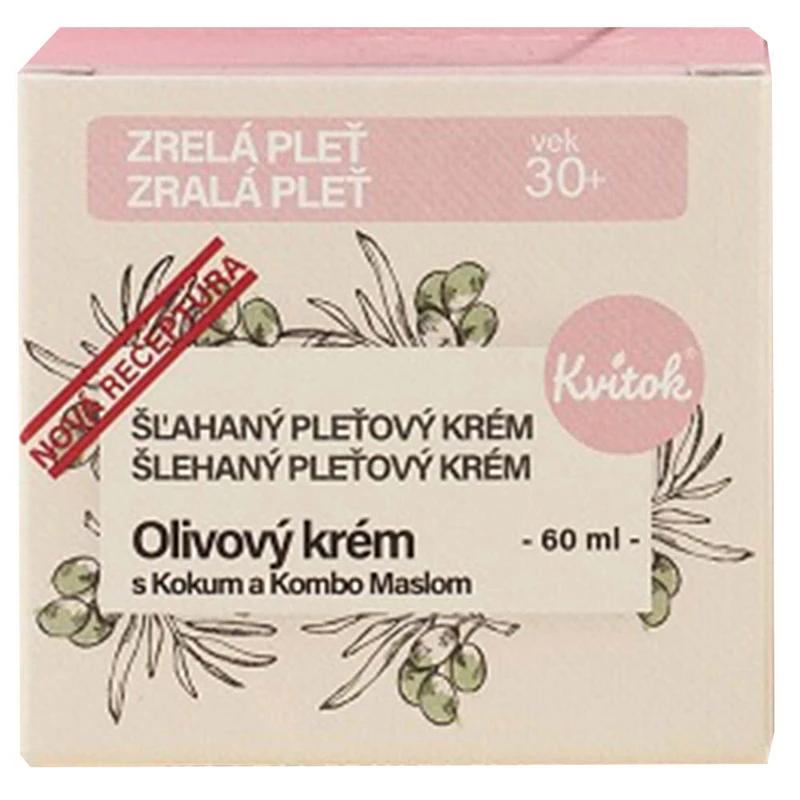 ZRELÁ PLEŤ
ZRALÁ PLEŤ
vek
30+
NOVÁ RECEPTÚRA
Kvitok®
ŠĽAHANÝ PLEŤOVÝ KRÉM
ŠLEHANÝ PLEŤOVÝ KRÉM
Olivový krém
- 60 ml -
s Kokum a Kombo Maslom